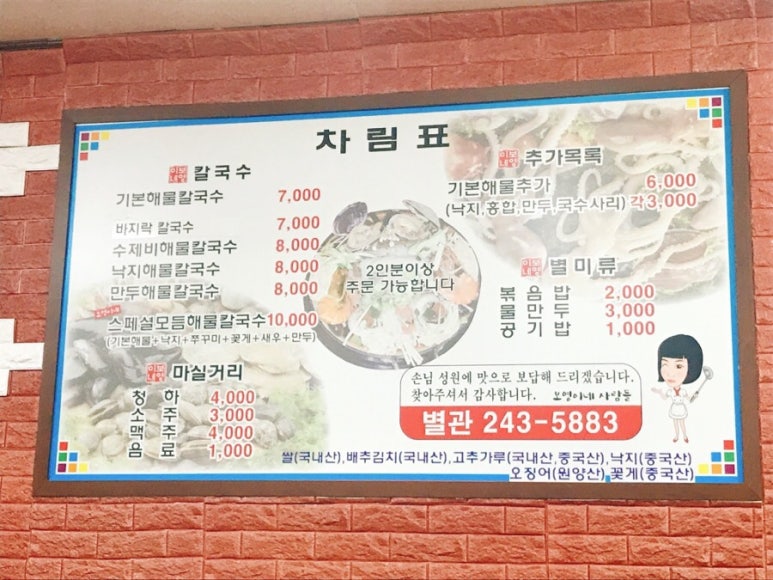 차림표
칼국수
기본해물칼국수 7,000
바지락 칼국수 7,000
수제비해물칼국수 8,000
낙지해물칼국수 8,000
만두해물칼국수 8,000
스페셜모듬해물칼국수 10,000
(기본해물+낙지+쭈꾸미+꽃게+새우+만두)
마실거리
청하 4,000
소주 3,000
맥주 4,000
음료 1,000
2인분이상
주문 가능합니다
추가목록
기본해물추가 6,000
(낙지,홍합,만두,국수사리) 각3,000
별미류
볶음밥 2,000
물만두 3,000
공기밥 1,000
손님 성원에 맛으로 보답해 드리겠습니다.
찾아주셔서 감사합니다. 보영이네 사람들
별관 243-5883
쌀(국내산),배추김치(국내산),고추가루(국내산,중국산),낙지(중국산)
오징어(원양산),꽃게(중국산)